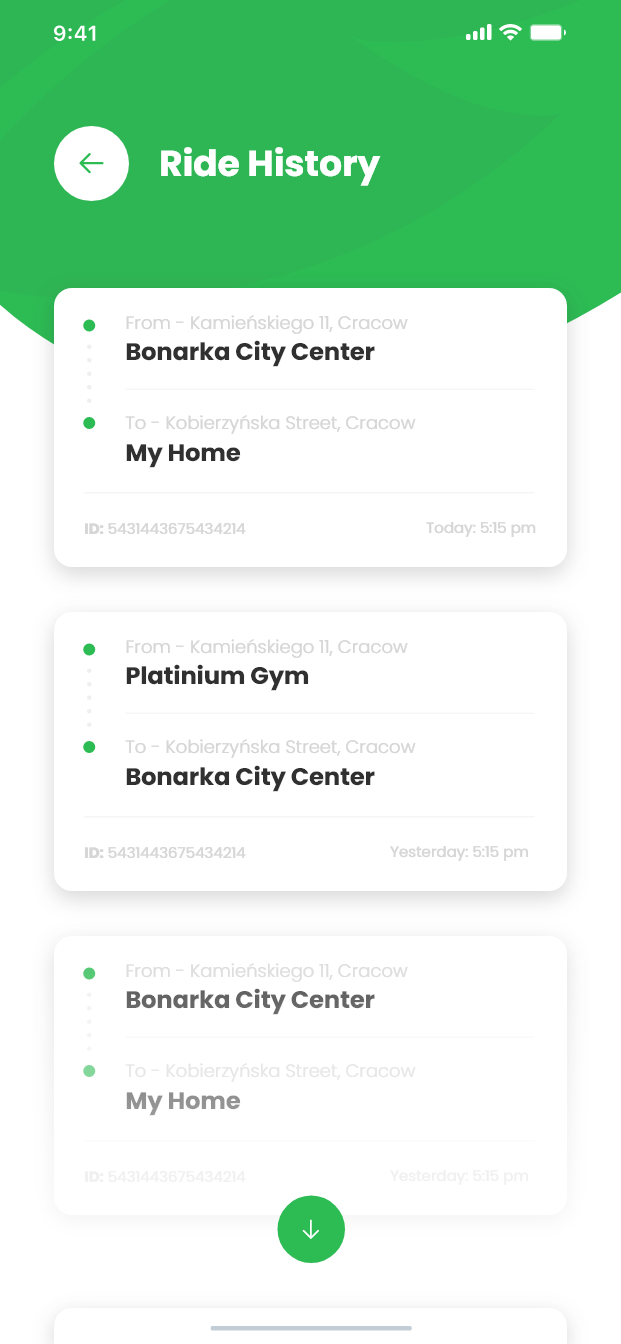 9:41
Ride History
From - Kamieńskiego 11, Cracow
Bonarka City Center
To - Kobierzyńska Street, Cracow
My Home
ID: 5431443675434214
Today: 5:15 pm
From - Kamieńskiego 11, Cracow
Platinium Gym
To - Kobierzyńska Street, Cracow
Bonarka City Center
ID: 5431443675434214
Yesterday: 5:15 pm
From - Kamieńskiego 11, Cracow
Bonarka City Center
To - Kobierzyńska Street, Cracow
My Home
ID: 5431443675434214
Yesterday: 5:15 pm